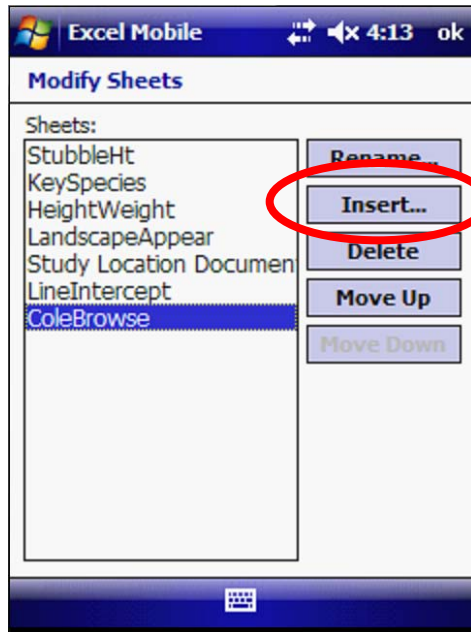 Excel Mobile 4:13 ok
Modify Sheets
Sheets:
StubbleHt
KeySpecies
HeightWeight
LandscapeAppear
Study Location Documen
LineIntercept
ColeBrowse
Rename...
Insert...
Delete
Move Up
Move Down